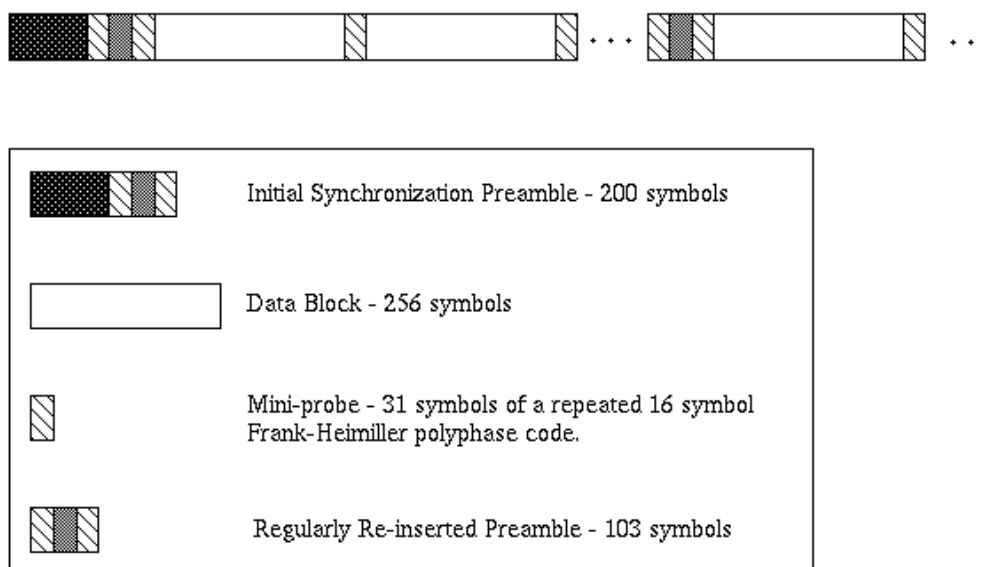 Initial Synchronization Preamble - 200 symbols
Data Block - 256 symbols
Mini-probe - 31 symbols of a repeated 16 symbol
Frank-Heimiller polyphase code.
Regularly Re-inserted Preamble - 103 symbols